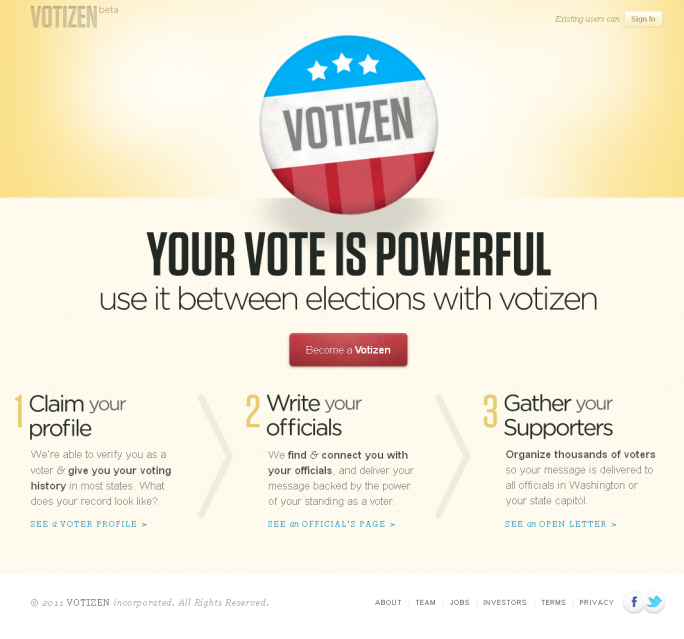 VOTIZEN beta
Existing users can Sign In
VOTIZEN
YOUR VOTE IS POWERFUL
use it between elections with votizen
Become a Votizen
1 Claim your
profile
We're able to verify you as a
voter & give you your voting
history in most states. What
does your record look like?
SEE a VOTER PROFILE >
2 Write your
officials
We find & connect you with
your officials, and deliver your
message backed by the power
of your standing as a voter.
SEE an OFFICIAL'S PAGE >
3 Gather your
Supporters
Organize thousands of voters
so your message is delivered to
all officials in Washington or
your state capitol.
SEE an OPEN LETTER >
© 2011 VOTIZEN incorporated. All Rights Reserved.
ABOUT | TEAM | JOBS | INVESTORS | TERMS | PRIVACY